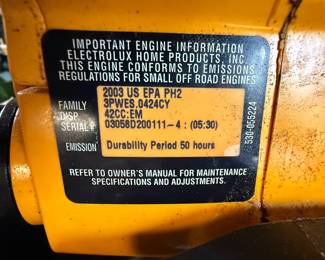 IMPORTANT ENGINE INFORMATION
ELECTROLUX HOME PRODUCTS, INC.
THIS ENGINE CONFORMS TO EMISSIONS
REGULATIONS FOR SMALL OFF ROAD ENGINES
2003 US EPA PH2
FAMILY 3PWES.0424CY
DISP. 42CC:EM
SERIAL# 03058D200111-4 : (05:30)
EMISSION Durability Period 50 hours
REFER TO OWNER'S MANUAL FOR MAINTENANCE
SPECIFICATIONS AND ADJUSTMENTS.
530-055224